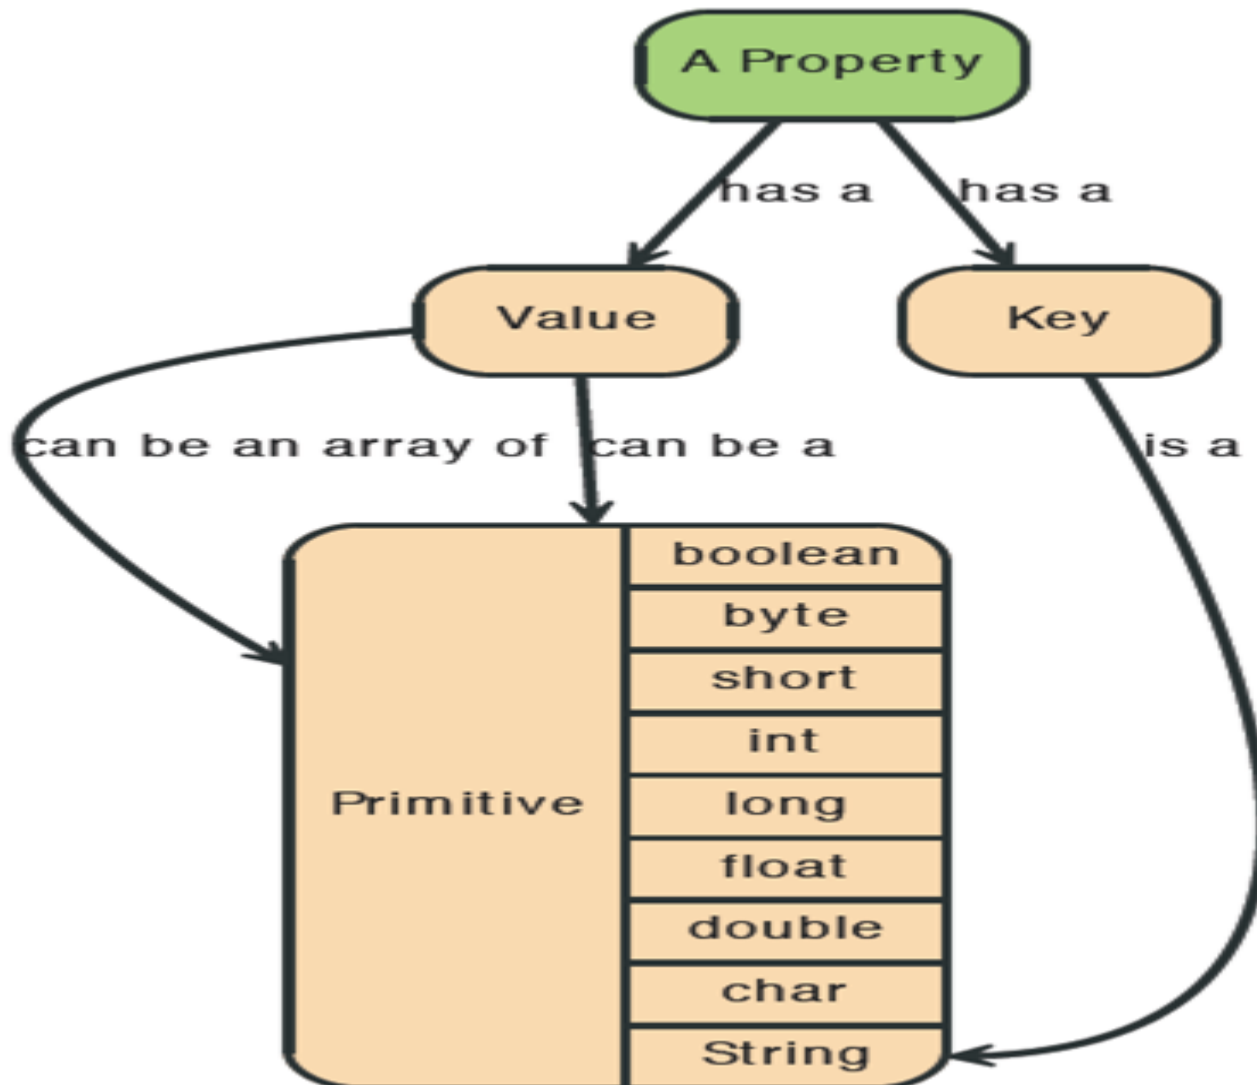 A Property
has a
has a
Value
Key
can be an array of
can be a
is a
Primitive
boolean
byte
short
int
long
float
double
char
String